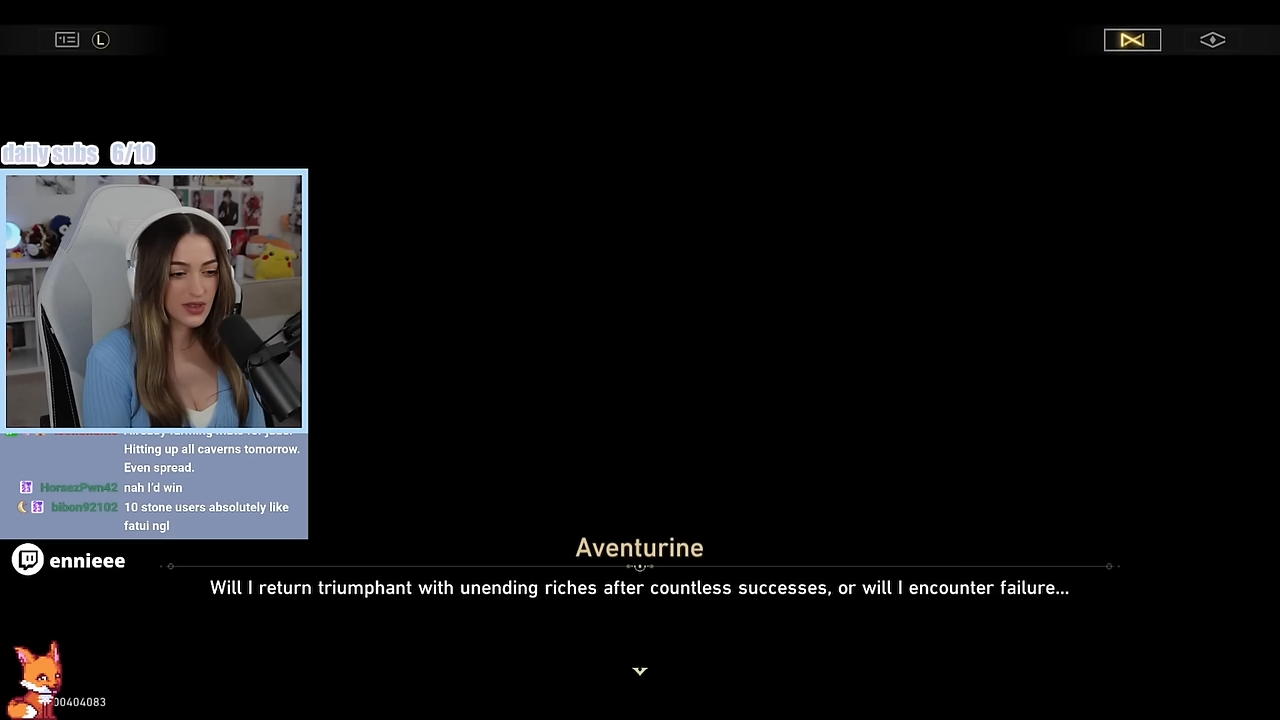 L
daily subs 6/10
Hitting up all caverns tomorrow.
Even spread.
HorsezPwn42 nah I'd win
bibon92102 10 stone users absolutely like
fatui ngl
ennieee
Aventurine
Will I return triumphant with unending riches after countless successes, or will I encounter failure...
00404083